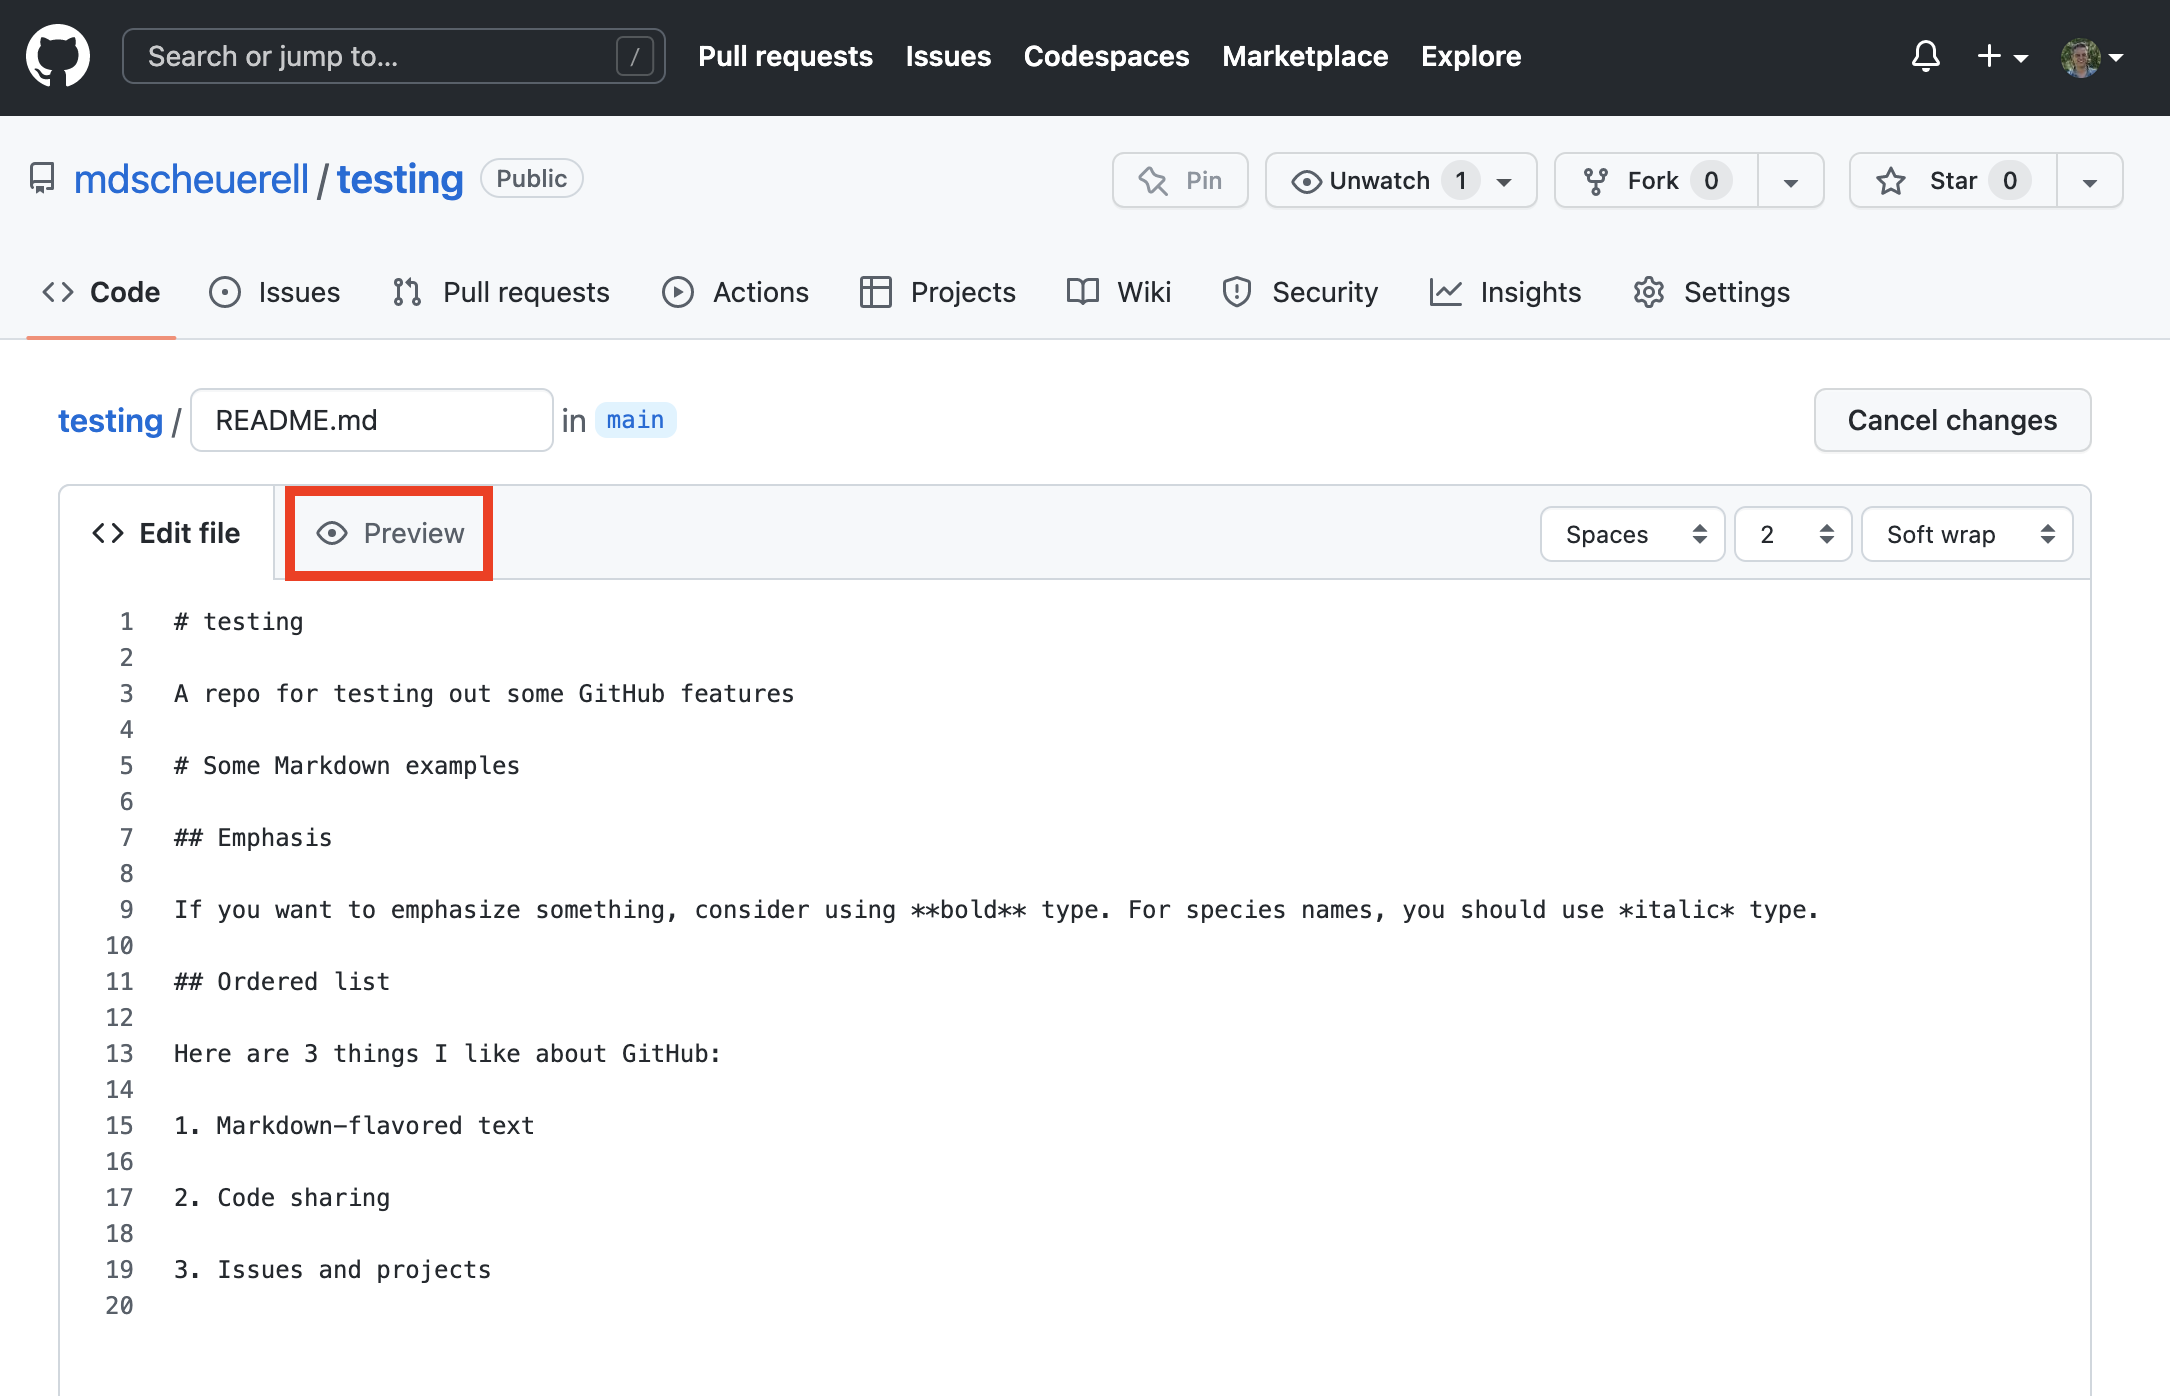 Search or jump to... / Pull requests Issues Codespaces Marketplace Explore
mdscheuerell / testing Public Pin Unwatch 1 Fork 0 Star 0
Code Issues Pull requests Actions Projects Wiki Security Insights Settings
testing / README.md in main Cancel changes
Edit file Preview Spaces 2 Soft wrap
1 # testing
2
3 A repo for testing out some GitHub features
4
5 # Some Markdown examples
6
7 ## Emphasis
8
9 If you want to emphasize something, consider using **bold** type. For species names, you should use *italic* type.
10
11 ## Ordered list
12
13 Here are 3 things I like about GitHub:
14
15 1. Markdown-flavored text
16
17 2. Code sharing
18
19 3. Issues and projects
20